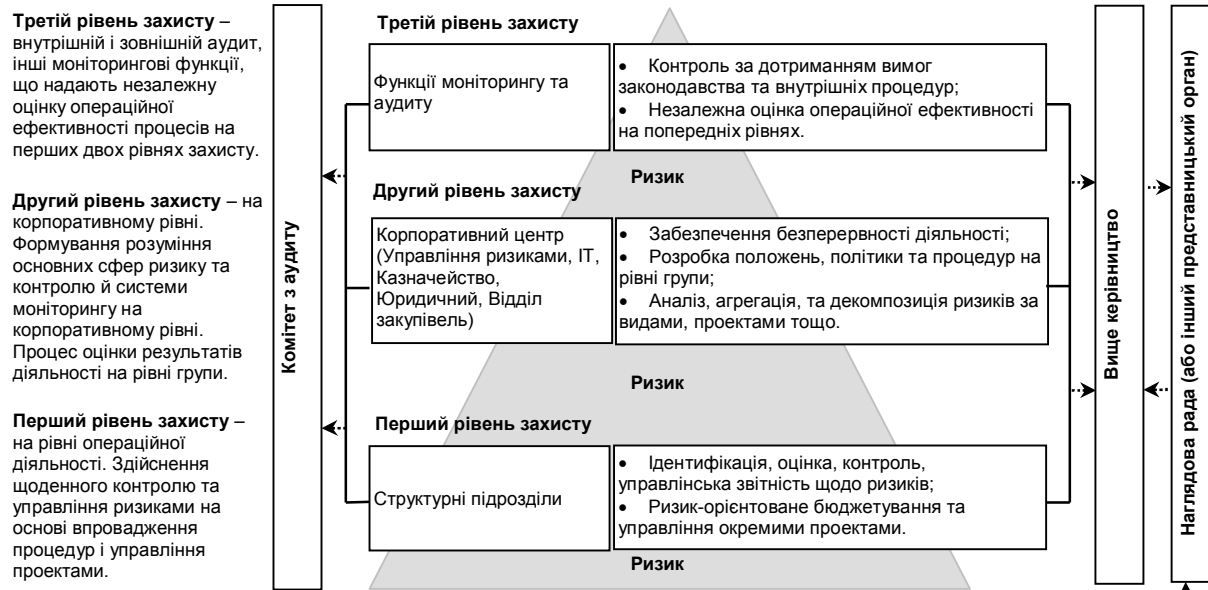 Третій рівень захисту –
внутрішній і зовнішній аудит,
інші моніторингові функції,
що надають незалежну
оцінку операційної
ефективності процесів на
перших двох рівнях захисту.
Другий рівень захисту – на
корпоративному рівні.
Формування розуміння
основних сфер ризику та
контролю й системи
моніторингу на
корпоративному рівні.
Процес оцінки результатів
діяльності на рівні групи.
Перший рівень захисту –
на рівні операційної
діяльності. Здійснення
щоденного контролю та
управління ризиками на
основі впровадження
процедур і управління
проектами.
Комітет з аудиту
Третій рівень захисту
Функції моніторингу та
аудиту
• Контроль за дотриманням вимог
законодавства та внутрішніх процедур;
• Незалежна оцінка операційної ефективності
на попередніх рівнях.
Ризик
Другий рівень захисту
Корпоративний центр
(Управління ризиками, ІТ,
Казначейство,
Юридичний, Відділ
закупівель)
• Забезпечення безперервності діяльності;
• Розробка положень, політики та процедур на
рівні групи;
• Аналіз, агрегація, та декомпозиція ризиків за
видами, проектами тощо.
Ризик
Перший рівень захисту
Структурні підрозділи
• Ідентифікація, оцінка, контроль,
управлінська звітність щодо ризиків;
• Ризик-орієнтоване бюджетування та
управління окремими проектами.
Ризик
Вище керівництво
Наглядова рада (або інший представницький орган)